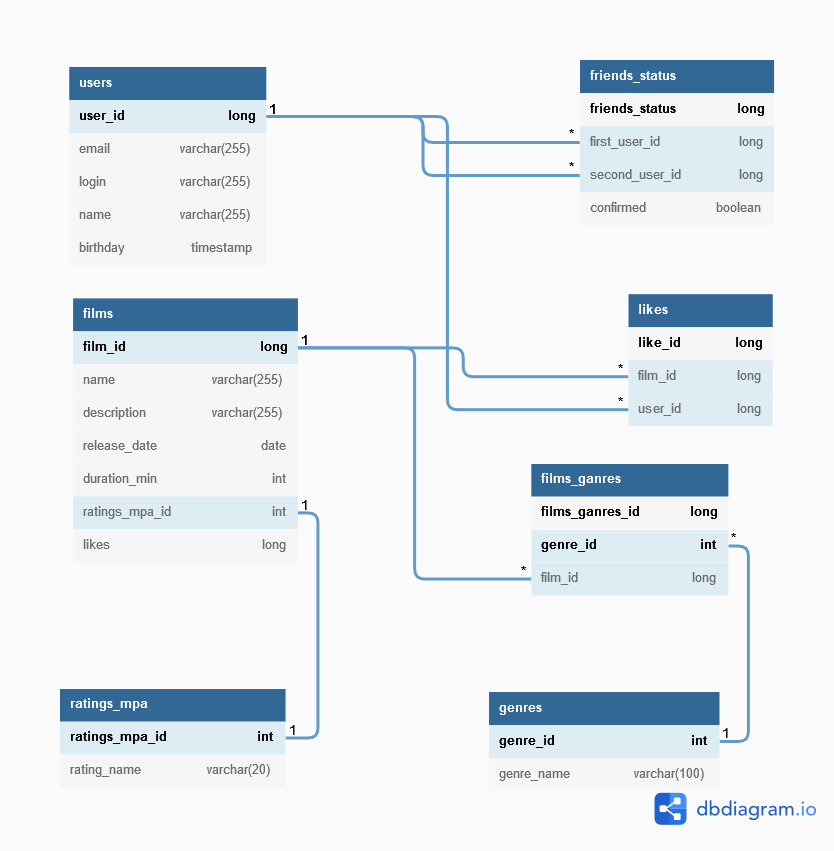 users
user_id long 1
email varchar(255)
login varchar(255)
name varchar(255)
birthday timestamp
friends_status
friends_status long
* first_user_id long
* second_user_id long
confirmed boolean
films
film_id long 1
name varchar(255)
description varchar(255)
release_date date
duration_min int
ratings_mpa_id int 1
likes long
likes
like_id long
* film_id long
* user_id long
films_ganres
films_ganres_id long
genre_id int *
* film_id long
ratings_mpa
ratings_mpa_id int 1
rating_name varchar(20)
genres
genre_id int 1
genre_name varchar(100)
dbdiagram.io